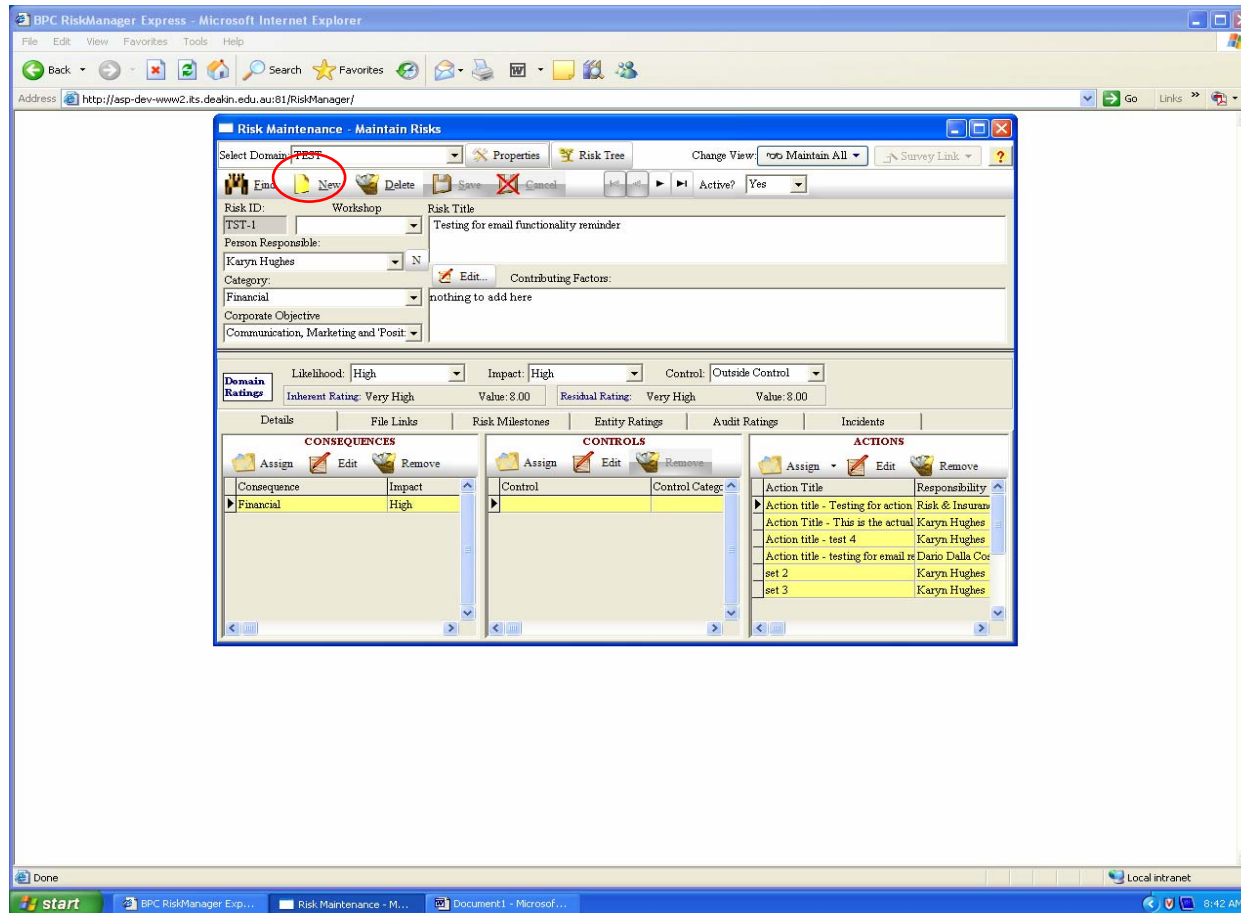 BPC RiskManager Express - Microsoft Internet Explorer
File Edit View Favorites Tools Help
Back Search Favorites
Address http://asp-dev-www2.its.deakin.edu.au:81/RiskManager/ Go Links »
Risk Maintenance - Maintain Risks
Select Domain: TEST Properties Risk Tree Change View: Maintain All Survey Link ?
Find New Delete Save Cancel Active? Yes
Risk ID: Workshop Risk Title
TST-1 Testing for email functionality reminder
Person Responsible:
Karyn Hughes N
Edit... Contributing Factors:
Category:
Financial nothing to add here
Corporate Objective
Communication, Marketing and 'Posit
Domain Ratings
Likelihood: High Impact: High Control: Outside Control
Inherent Rating: Very High Value: 8.00 Residual Rating: Very High Value: 8.00
Details File Links Risk Milestones Entity Ratings Audit Ratings Incidents
CONSEQUENCES CONTROLS ACTIONS
Assign Edit Remove Assign Edit Remove Assign Edit Remove
Consequence Impact Control Control Categc Action Title Responsibility
Financial High Action title - Testing for action Risk & Insuran
Action Title - This is the actual Karyn Hughes
Action title - test 4 Karyn Hughes
Action title - testing for email re Dario Dalla Cos
set 2 Karyn Hughes
set 3 Karyn Hughes
Done Local intranet
start BPC RiskManager Exp... Risk Maintenance - M... Document1 - Microsof... 8:42 AM